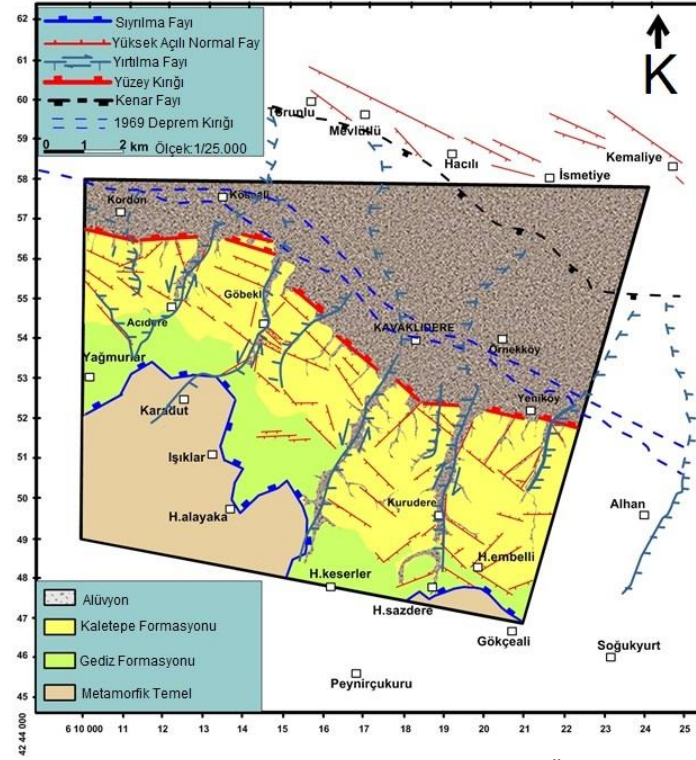 Sıyrılma Fayı
Yüksek Açılı Normal Fay
Yırtılma Fayı
Yüzey Kırığı
Kenar Fayı
1969 Deprem Kırığı
0 1 2 km Ölçek:1/25.000
K
62
61
60
59
58
57
56
55
54
53
52
51
50
49
48
47
46
45
42 44 000
Mevlütlü
Hacılı
İsmetiye
Kemaliye
Kordon
Göbekli
Acıdere
KAVAKLIDERE
Örnekköy
Yağmurlar
Karadut
Yeniköy
Işıklar
H.alayaka
Kurudere
Alhan
H.embelli
H.keserler
H.sazdere
Gökçeali
Soğukyurt
Peynirçukuru
Alüvyon
Kaletepe Formasyonu
Gediz Formasyonu
Metamorfik Temel
6 10 000 11 12 13 14 15 16 17 18 19 20 21 22 23 24 25